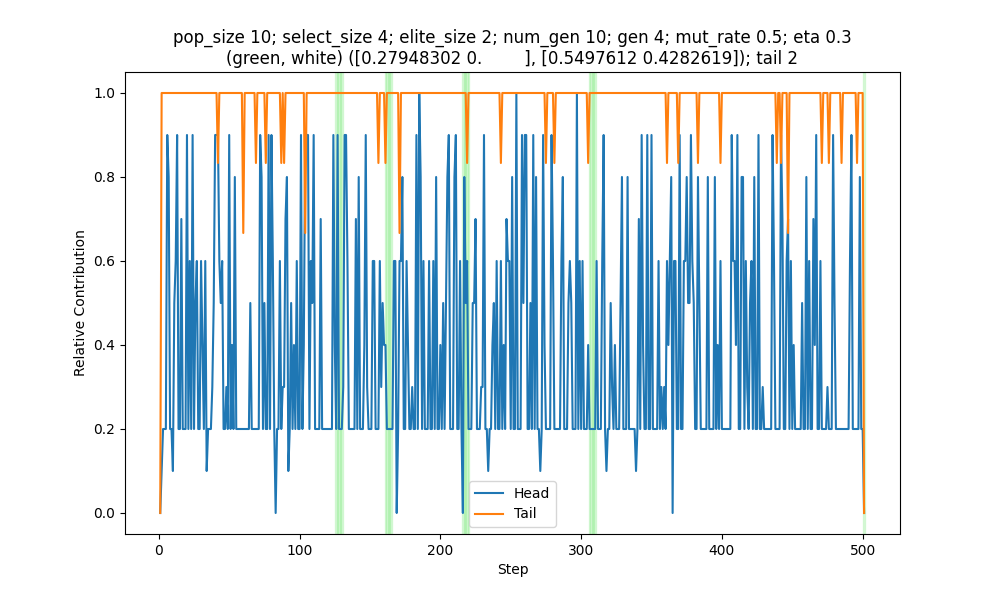 pop_size 10; select_size 4; elite_size 2; num_gen 10; gen 4; mut_rate 0.5; eta 0.3
(green, white) ([0.27948302 0.        ], [0.5497612 0.4282619]); tail 2
1.0
0.8
0.6
0.4
0.2
0.0
Relative Contribution
Head
Tail
0
100
200
300
400
500
Step